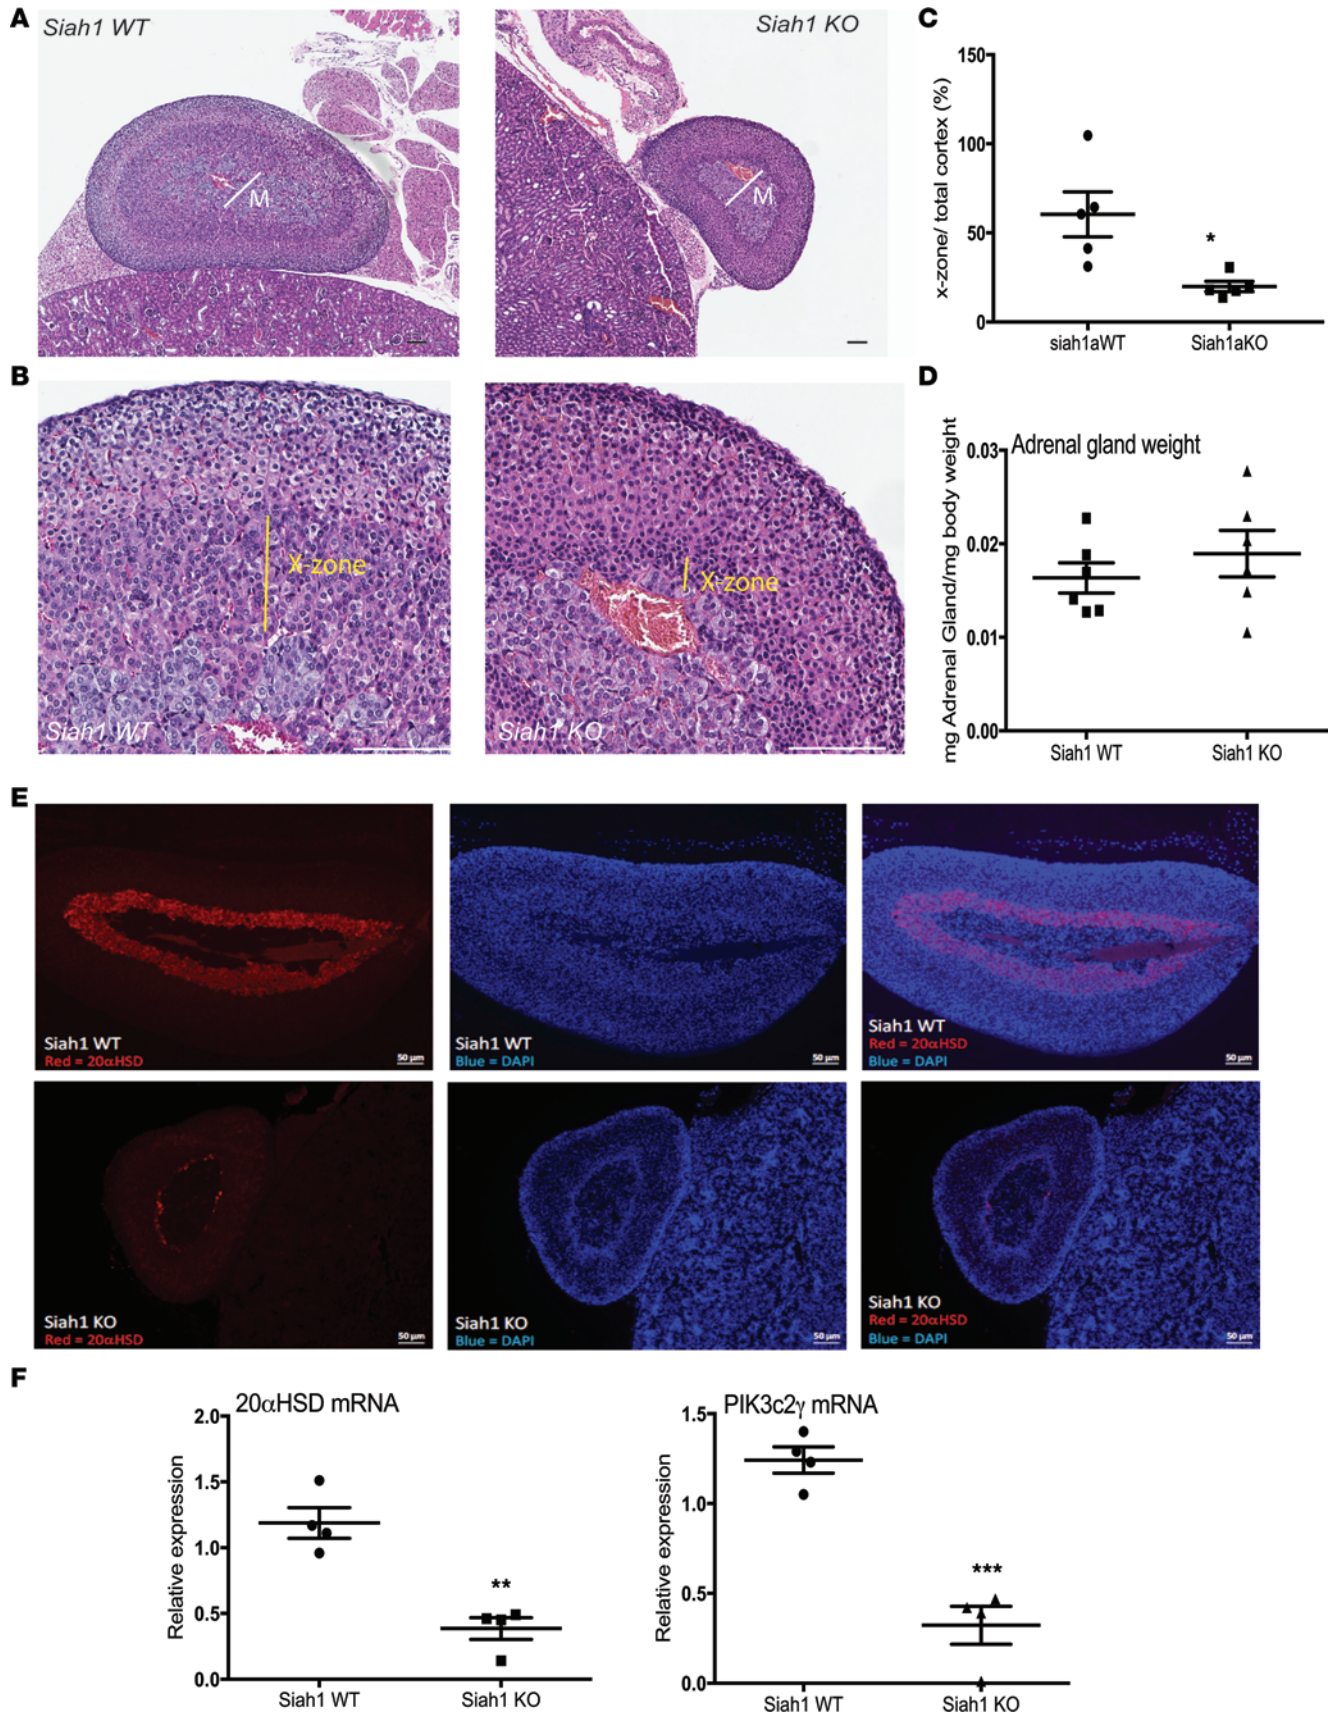 A
Siah1 WT
M
Siah1 KO
M
C
x-zone/ total cortex (%)
150
100
50
0
*
siah1aWT
Siah1aKO
B
X-zone
Siah1 WT
X-zone
Siah1 KO
D
Adrenal gland weight
mg Adrenal Gland/mg body weight
0.03
0.02
0.01
0.00
Siah1 WT
Siah1 KO
E
Siah1 WT
Red = 20αHSD
50 µm
Siah1 WT
Blue = DAPI
50 µm
Siah1 WT
Red = 20αHSD
Blue = DAPI
50 µm
Siah1 KO
Red = 20αHSD
50 µm
Siah1 KO
Blue = DAPI
50 µm
Siah1 KO
Red = 20αHSD
Blue = DAPI
50 µm
F
20αHSD mRNA
Relative expression
2.0
1.5
1.0
0.5
0.0
**
Siah1 WT
Siah1 KO
PIK3c2γ mRNA
Relative expression
1.5
1.0
0.5
0.0
***
Siah1 WT
Siah1 KO